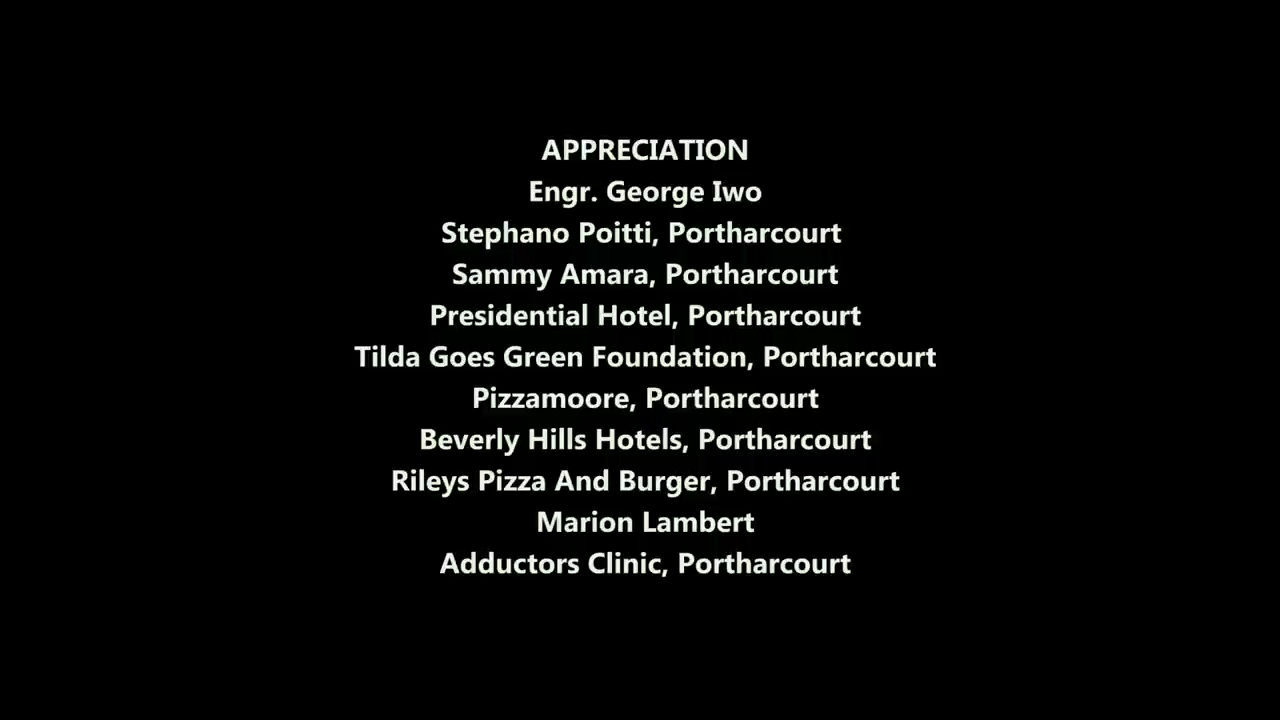 APPRECIATION
Engr. George Iwo
Stephano Poitti, Portharcourt
Sammy Amara, Portharcourt
Presidential Hotel, Portharcourt
Tilda Goes Green Foundation, Portharcourt
Pizzamoore, Portharcourt
Beverly Hills Hotels, Portharcourt
Rileys Pizza And Burger, Portharcourt
Marion Lambert
Adductors Clinic, Portharcourt